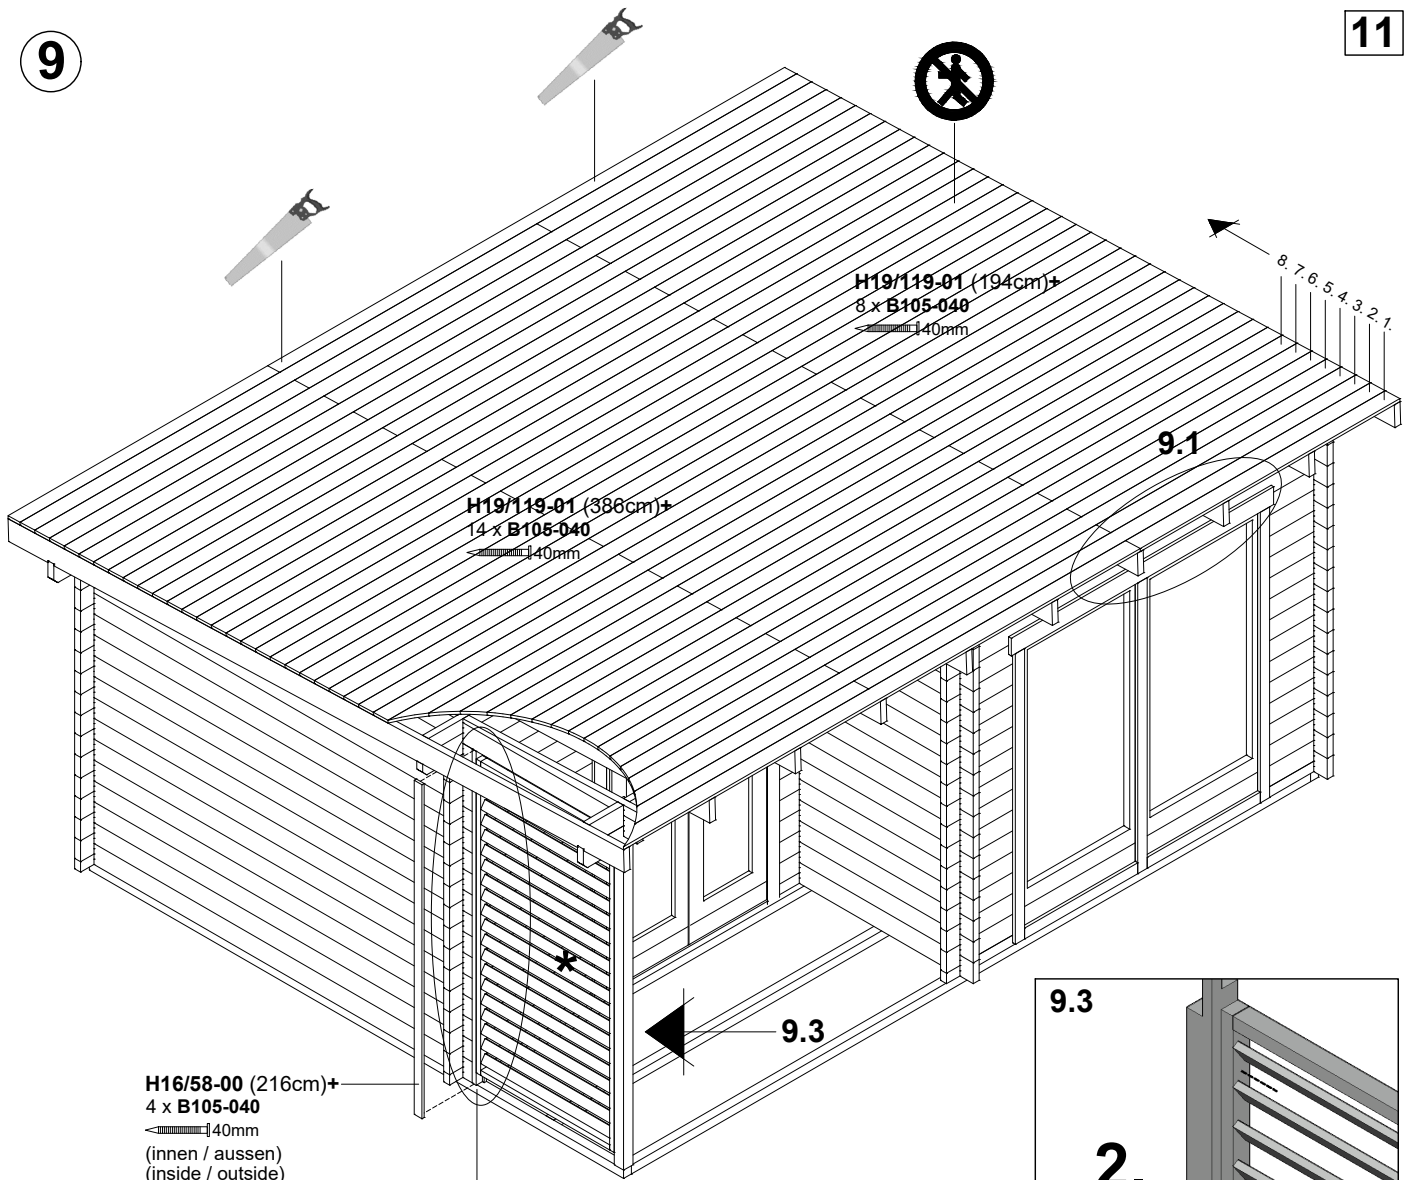 9
11
8. 7. 6. 5. 4. 3. 2. 1.
H19/119-01 (194cm)+
8 x B105-040
40mm
9.1
H19/119-01 (386cm)+
14 x B105-040
40mm
*
9.3
9.3
H16/58-00 (216cm)+
4 x B105-040
40mm
(innen / aussen)
(inside / outside)
2.